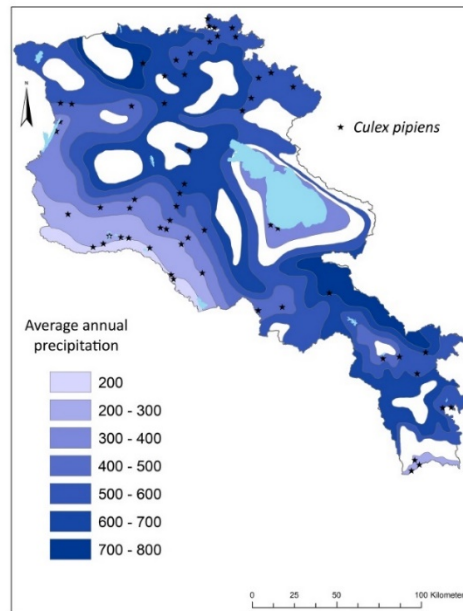 N
★ Culex pipiens
Average annual
precipitation
200
200 - 300
300 - 400
400 - 500
500 - 600
600 - 700
700 - 800
0 25 50 100 Kilometer